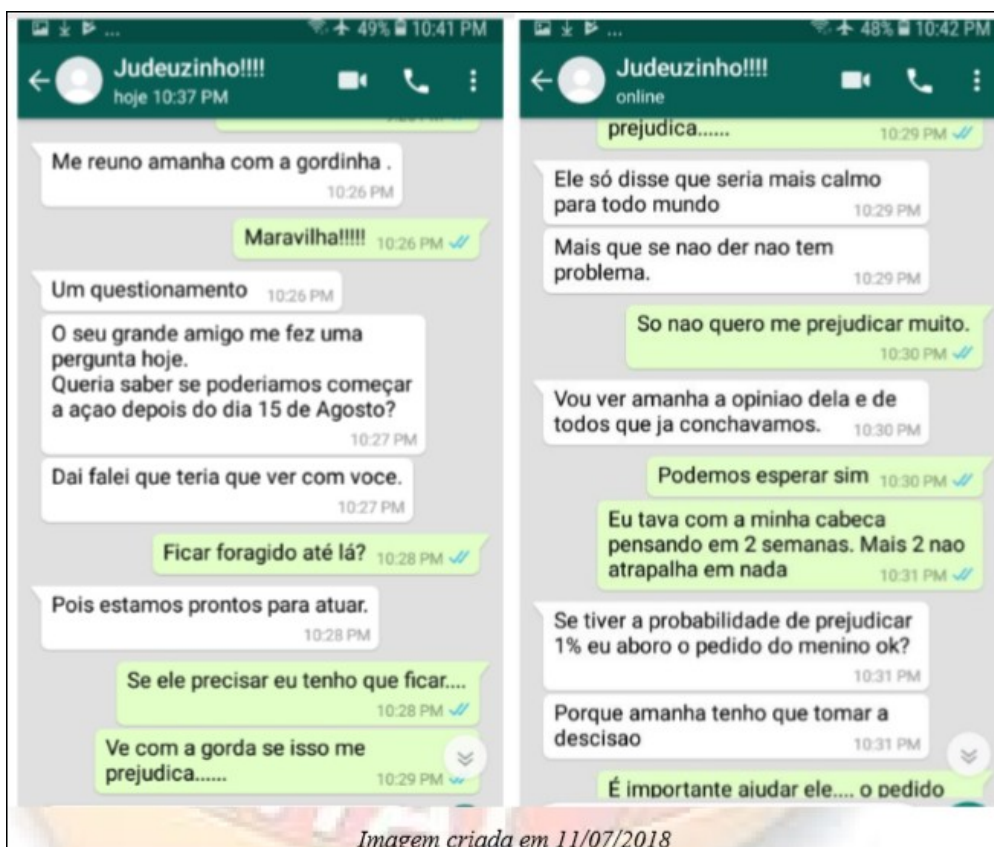 ... 49% 10:41 PM
Judeuzinho!!!!
hoje 10:37 PM
Me reuno amanha com a gordinha .
10:26 PM
Maravilha!!!!! 10:26 PM
Um questionamento 10:26 PM
O seu grande amigo me fez uma
pergunta hoje.
Queria saber se poderiamos começar
a açao depois do dia 15 de Agosto?
10:27 PM
Dai falei que teria que ver com voce.
10:27 PM
Ficar foragido até lá? 10:28 PM
Pois estamos prontos para atuar.
10:28 PM
Se ele precisar eu tenho que ficar....
10:28 PM
Ve com a gorda se isso me
prejudica...... 10:29 PM
... 48% 10:42 PM
Judeuzinho!!!!
online
prejudica...... 10:29 PM
Ele só disse que seria mais calmo
para todo mundo 10:29 PM
Mais que se nao der nao tem
problema. 10:29 PM
So nao quero me prejudicar muito.
10:30 PM
Vou ver amanha a opiniao dela e de
todos que ja conchavamos. 10:30 PM
Podemos esperar sim 10:30 PM
Eu tava com a minha cabeca
pensando em 2 semanas. Mais 2 nao
atrapalha em nada 10:31 PM
Se tiver a probabilidade de prejudicar
1% eu aboro o pedido do menino ok?
10:31 PM
Porque amanha tenho que tomar a
descisao 10:31 PM
É importante ajudar ele.... o pedido
Imagem criada em 11/07/2018